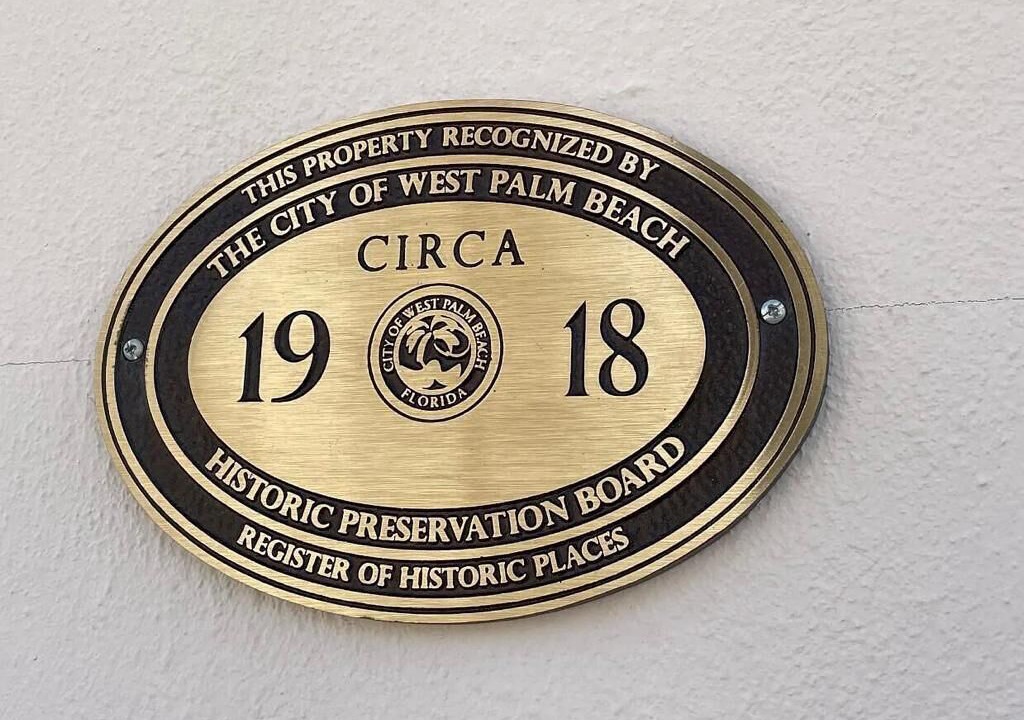 THIS PROPERTY RECOGNIZED BY
THE CITY OF WEST PALM BEACH
CIRCA
19 18
CITY OF WEST PALM BEACH
FLORIDA
HISTORIC PRESERVATION BOARD
REGISTER OF HISTORIC PLACES